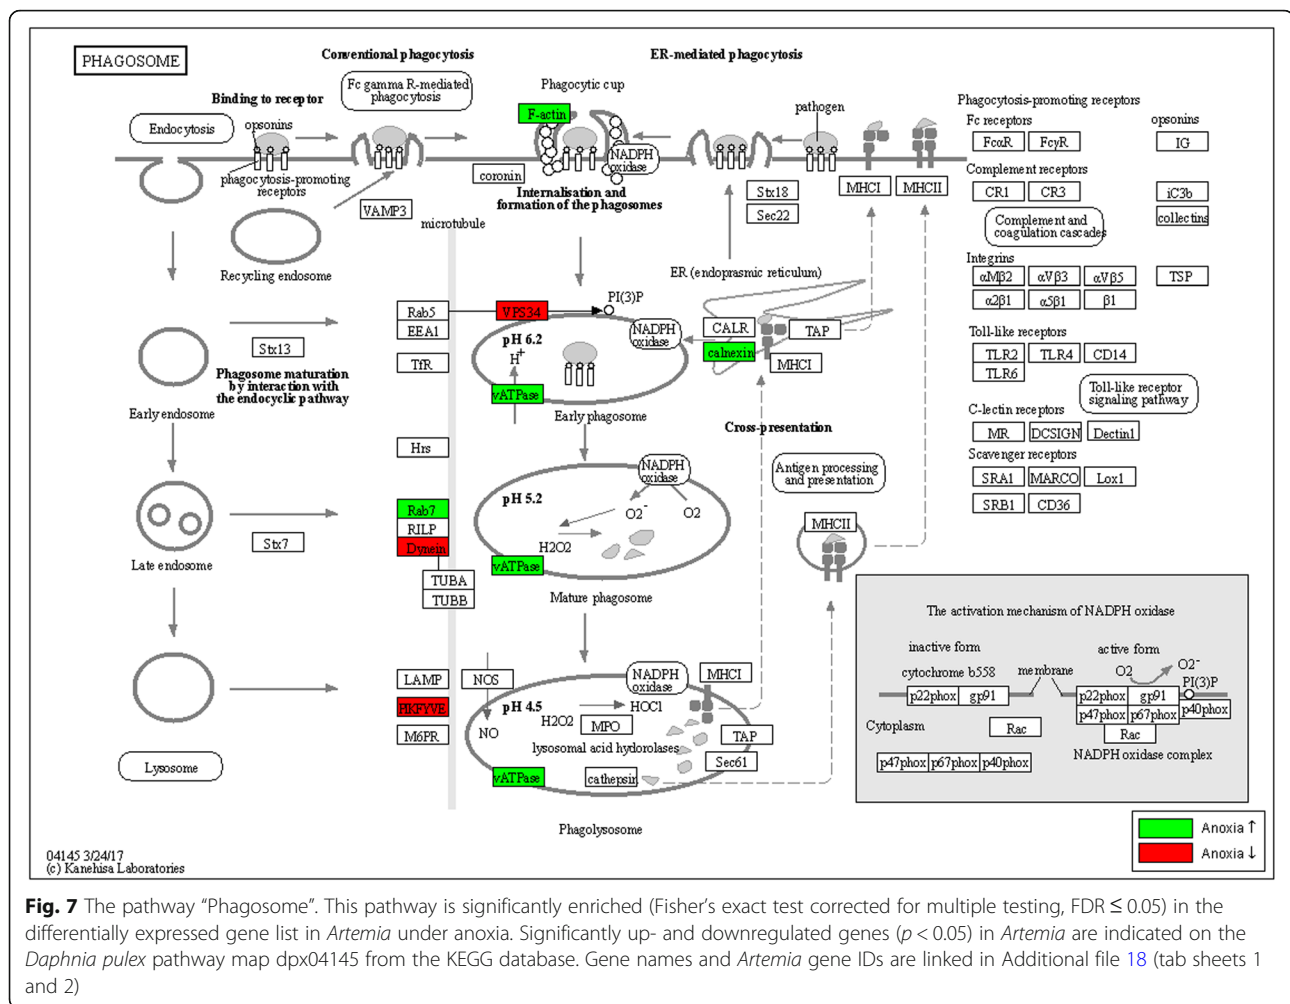 PHAGOSOME
Conventional phagocytosis
ER-mediated phagocytosis
Fc gamma R-mediated
phagocytosis
Phagocytic cup
Binding to receptor
Endocytosis
opsonins
F-actin
pathogen
NADPH
oxidase
phagocytosis-promoting
receptors
coronin
Internalisation and
formation of the phagosomes
Stx18
Sec22
MHCI
MHCII
VAMP3
microtubule
Recycling endosome
ER (endoprasmic reticulum)
Phagocytosis-promoting receptors
Fc receptors
opsonins
FcαR
FcγR
IG
Complement receptors
CR1
CR3
iC3b
collectins
Complement and
coagulation cascades
Integrins
αMβ2
αVβ3
αVβ5
TSP
α2β1
α5β1
β1
Toll-like receptors
TLR2
TLR4
CD14
TLR6
Toll-like receptor
signaling pathway
C-lectin receptors
MR
DCSIGN
Dectin1
Scavenger receptors
SRA1
MARCO
Lox1
SRB1
CD36
Rab5
EEA1
VPS34
PI(3)P
NADPH
oxidase
CALR
calnexin
TAP
MHCI
Stx13
TfR
pH 6.2
H+
vATPase
Phagosome maturation
by interaction with
the endocyclic pathway
Early endosome
Early phagosome
Cross-presentation
Hrs
NADPH
oxidase
Antigen processing
and presentation
pH 5.2
O2-
O2
H2O2
Rab7
RILP
Dynein
vATPase
MHCII
Stx7
Late endosome
TUBA
TUBB
Mature phagosome
LAMP
NOS
NADPH
oxidase
MHCI
PIKFYVE
pH 4.5
HOCl
H2O2
MPO
M6PR
NO
TAP
lysosomal acid hydorolases
Sec61
Lysosome
vATPase
cathepsin
Phagolysosome
The activation mechanism of NADPH oxidase
inactive form
active form
cytochrome b558
membrane
O2
O2-
PI(3)P
p22phox
gp91
p22phox
gp91
p47phox
p67phox
p40phox
Cytoplasm
Rac
Rac
p47phox
p67phox
p40phox
NADPH oxidase complex
Anoxia ↑
Anoxia ↓
04145 3/24/17
(c) Kanehisa Laboratories
Fig. 7 The pathway “Phagosome”. This pathway is significantly enriched (Fisher’s exact test corrected for multiple testing, FDR ≤ 0.05) in the
differentially expressed gene list in Artemia under anoxia. Significantly up- and downregulated genes (p < 0.05) in Artemia are indicated on the
Daphnia pulex pathway map dpx04145 from the KEGG database. Gene names and Artemia gene IDs are linked in Additional file 18 (tab sheets 1
and 2)